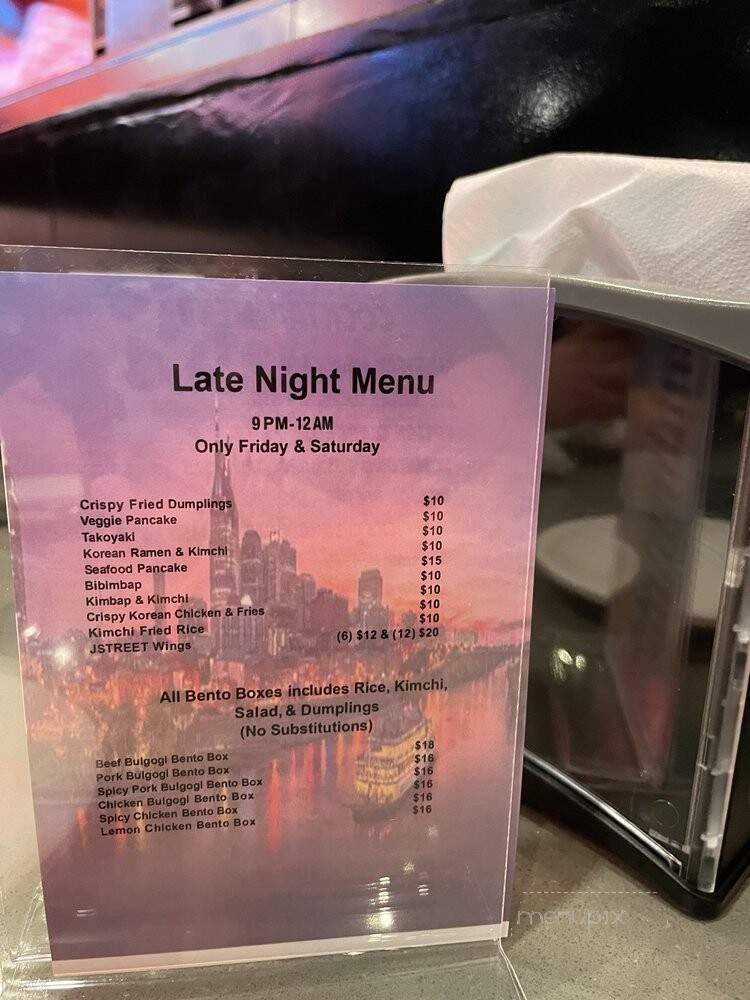 Late Night Menu
9 PM-12 AM
Only Friday & Saturday
Crispy Fried Dumplings $10
Veggie Pancake $10
Takoyaki $10
Korean Ramen & Kimchi $10
Seafood Pancake $15
Bibimbap $10
Kimbap & Kimchi $10
Crispy Korean Chicken & Fries $10
Kimchi Fried Rice $10
JSTREET Wings (6) $12 & (12) $20
All Bento Boxes includes Rice, Kimchi,
Salad, & Dumplings
(No Substitutions)
Beef Bulgogi Bento Box $18
Pork Bulgogi Bento Box $16
Spicy Pork Bulgogi Bento Box $16
Chicken Bulgogi Bento Box $16
Spicy Chicken Bento Box $16
Lemon Chicken Bento Box $16
menupix